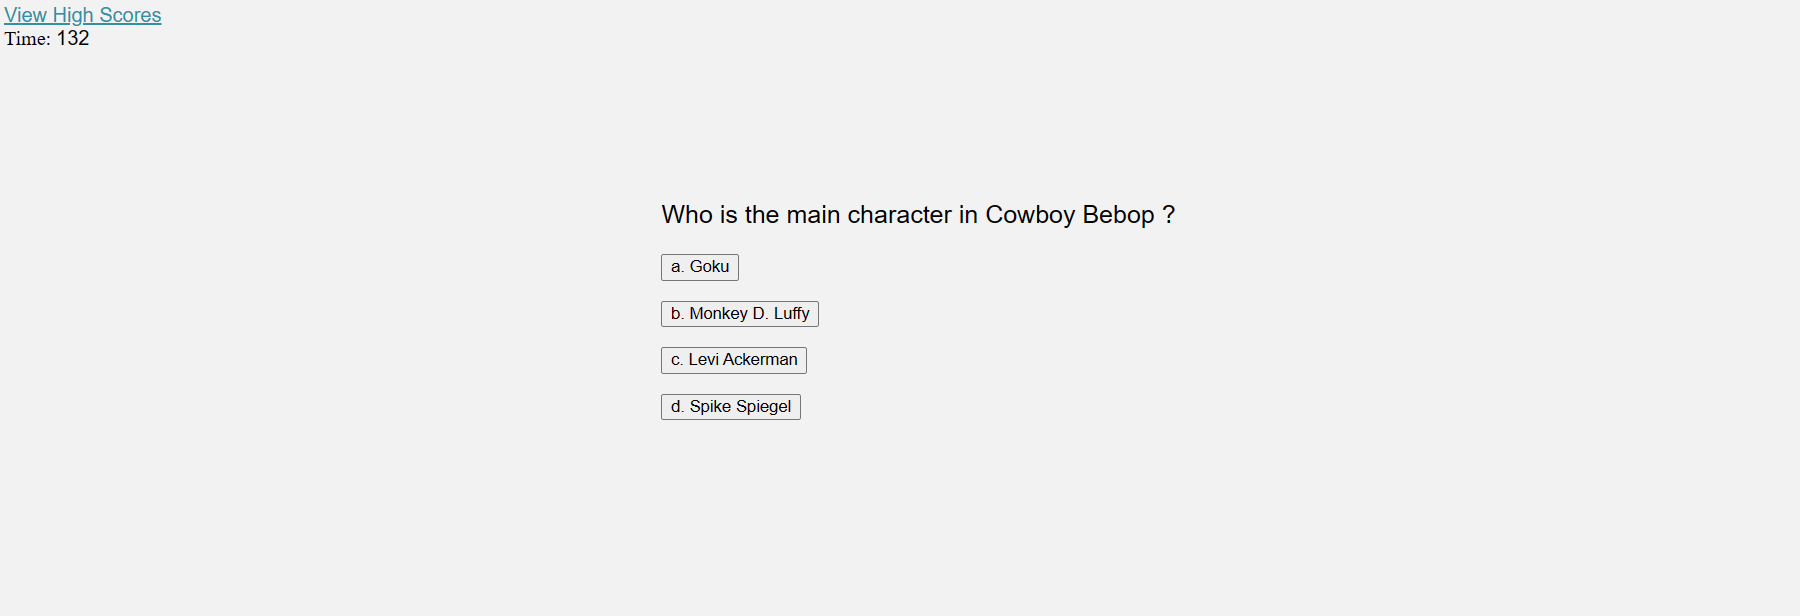 View High Scores
Time: 132
Who is the main character in Cowboy Bebop ?
a. Goku
b. Monkey D. Luffy
c. Levi Ackerman
d. Spike Spiegel